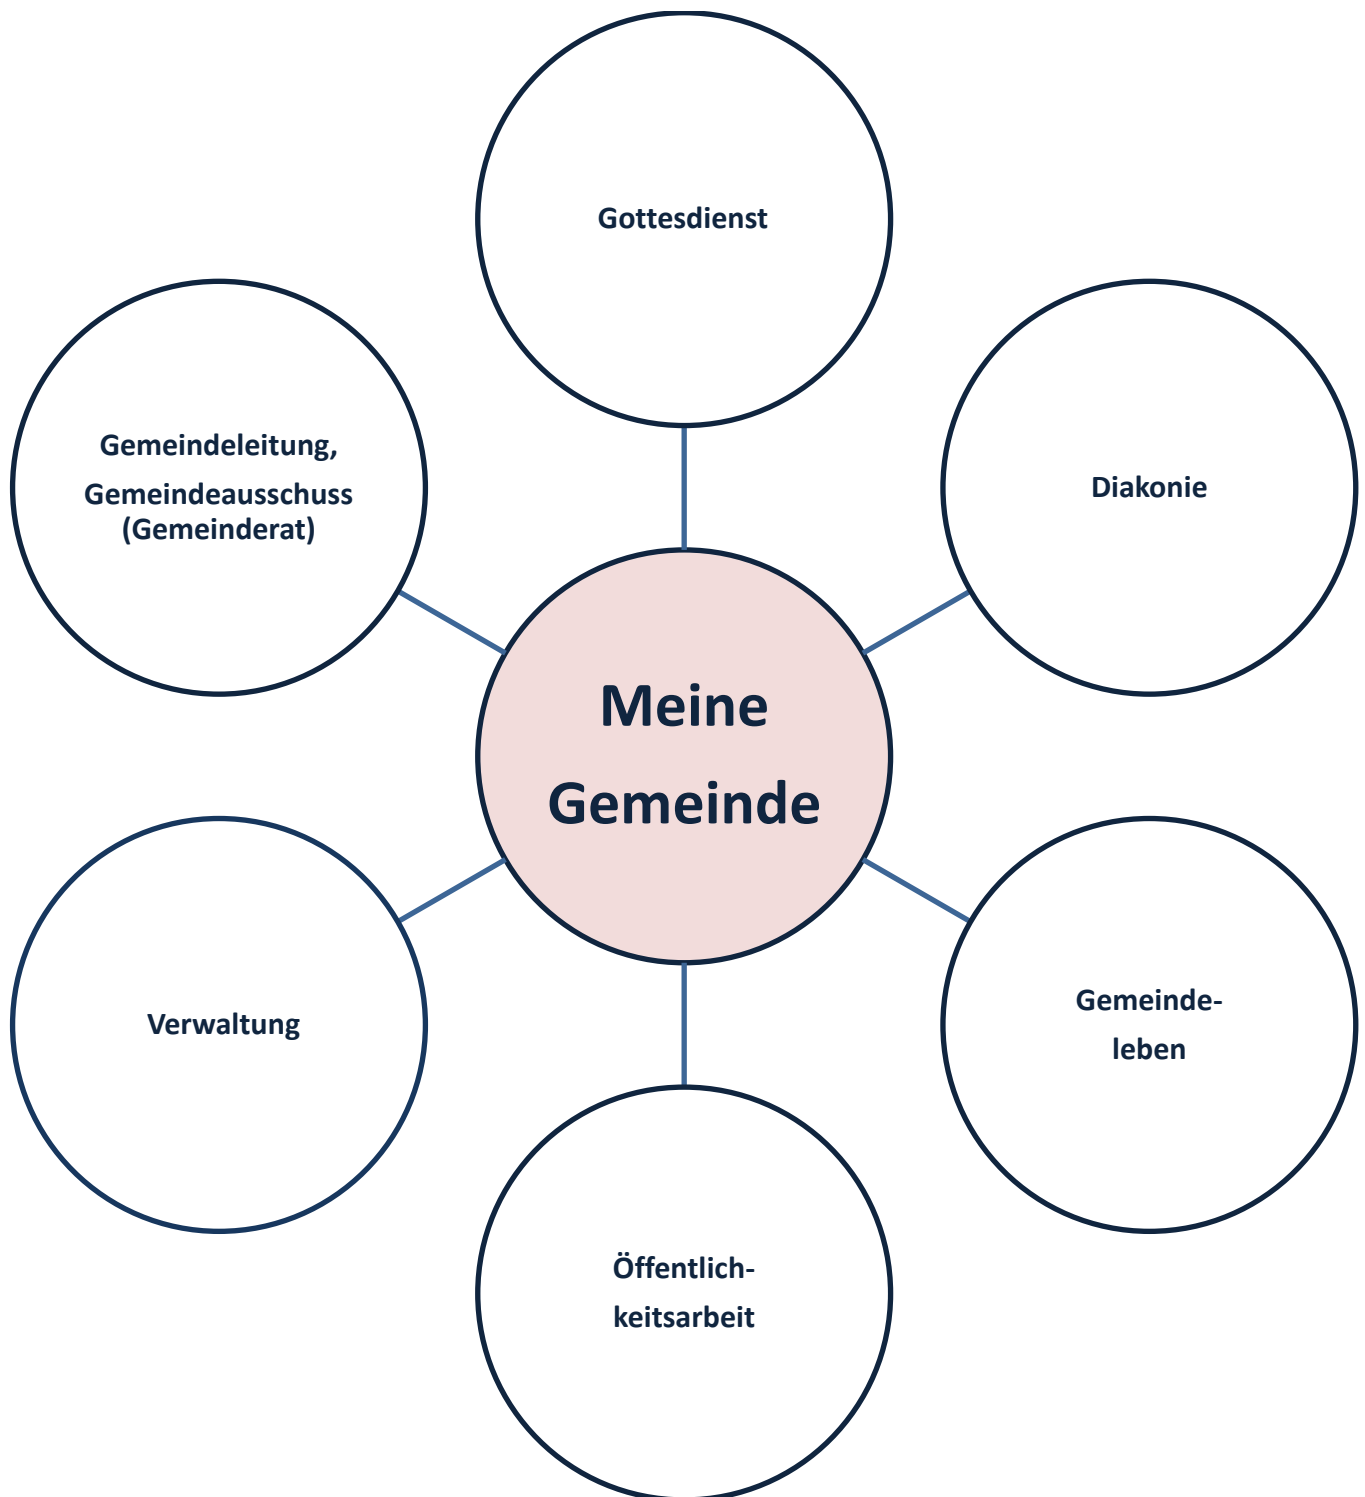 Gottesdienst
Gemeindeleitung,
Gemeindeausschuss
(Gemeinderat)
Diakonie
Meine
Gemeinde
Verwaltung
Gemeinde-
leben
Öffentlich-
keitsarbeit